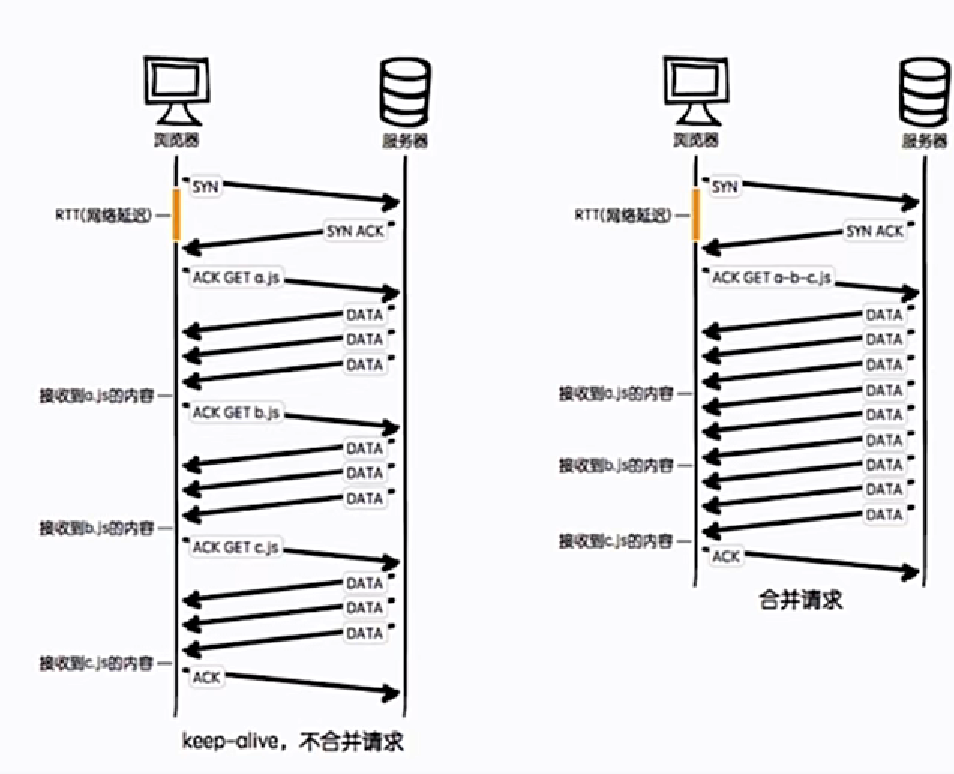 浏览器
服务器
SYN
RTT(网络延迟)
SYN ACK
ACK GET a.js
DATA
DATA
DATA
接收到a.js的内容
ACK GET b.js
DATA
DATA
DATA
接收到b.js的内容
ACK GET c.js
DATA
DATA
DATA
接收到c.js的内容
ACK
keep-alive，不合并请求
浏览器
服务器
SYN
RTT(网络延迟)
SYN ACK
ACK GET a-b-c.js
DATA
DATA
DATA
接收到a.js的内容
DATA
DATA
DATA
接收到b.js的内容
DATA
DATA
DATA
接收到c.js的内容
ACK
合并请求